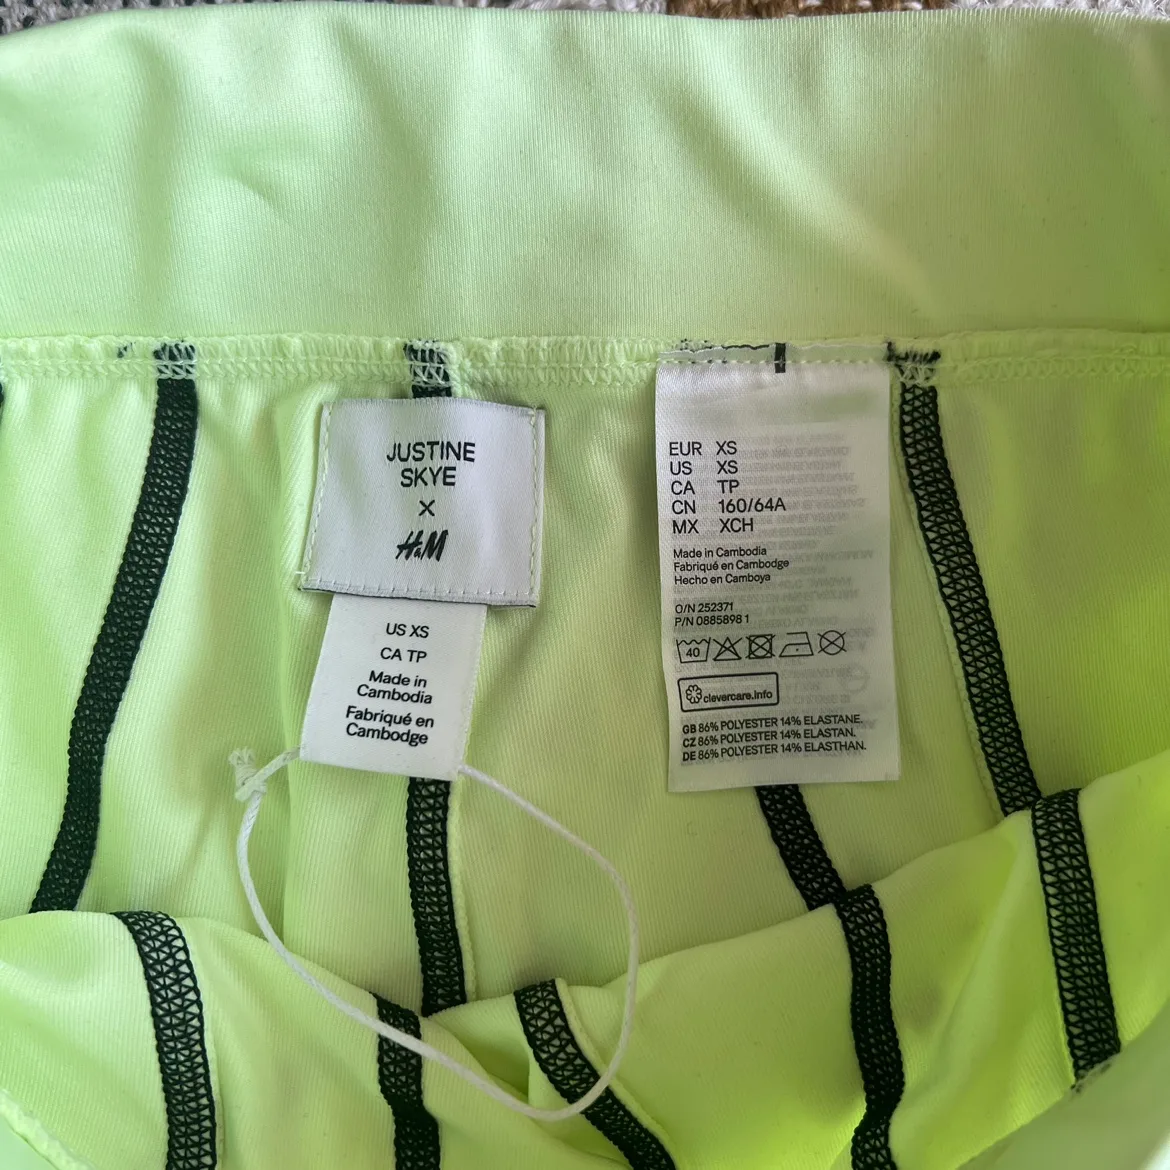 JUSTINE
SKYE
X
H&M
US XS
CA TP
Made in
Cambodia
Fabriqué en
Cambodge
EUR XS
US XS
CA TP
CN 160/64A
MX XCH
Made in Cambodia
Fabriqué en Cambodge
Hecho en Camboya
O/N 252371
P/N 0885898 1
40
clevercare.info
GB 86% POLYESTER 14% ELASTANE.
CZ 86% POLYESTER 14% ELASTAN.
DE 86% POLYESTER 14% ELASTHAN.